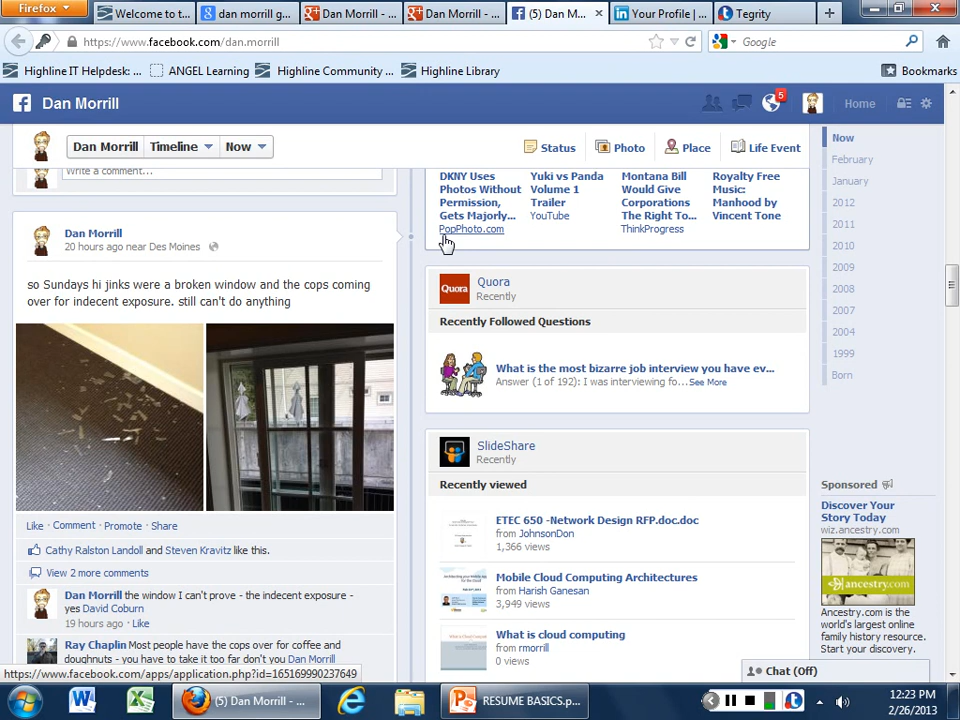 Firefox
Welcome to t...
dan morrill g...
Dan Morrill - ...
Dan Morrill - ...
(5) Dan M...
Your Profile | ...
Tegrity
https://www.facebook.com/dan.morrill
Google
Highline IT Helpdesk: ...
ANGEL Learning
Highline Community ...
Highline Library
Bookmarks
Dan Morrill
5
Home
Dan Morrill
Timeline
Now
Status
Photo
Place
Life Event
Now
February
January
2012
2011
2010
2009
2008
2007
2004
1999
Born
Write a comment...
Dan Morrill
20 hours ago near Des Moines
so Sundays hi jinks were a broken window and the cops coming
over for indecent exposure. still can't do anything
Like · Comment · Promote · Share
Cathy Ralston Landoll and Steven Kravitz like this.
View 2 more comments
Dan Morrill the window I can't prove - the indecent exposure -
yes David Coburn
19 hours ago · Like
Ray Chaplin Most people have the cops over for coffee and
doughnuts - you have to take it too far don't you Dan Morrill
DKNY Uses
Photos Without
Permission,
Gets Majorly...
PopPhoto.com
Yuki vs Panda
Volume 1
Trailer
YouTube
Montana Bill
Would Give
Corporations
The Right To...
ThinkProgress
Royalty Free
Music:
Manhood by
Vincent Tone
Quora
Quora
Recently
Recently Followed Questions
What is the most bizarre job interview you have ev...
Answer (1 of 192): I was interviewing fo...See More
SlideShare
Recently
Recently viewed
ETEC 650 -Network Design RFP.doc.doc
from JohnsonDon
1,366 views
Mobile Cloud Computing Architectures
from Harish Ganesan
3,949 views
What is cloud computing
from rmorrill
0 views
Sponsored
Discover Your
Story Today
wiz.ancestry.com
ancestry.com
Ancestry.com is the
world's largest online
family history resource.
Start your discovery.
Chat (Off)
https://www.facebook.com/apps/application.php?id=165169990237649
(5) Dan Morrill - ...
RESUME BASICS.p...
12:23 PM
2/26/2013